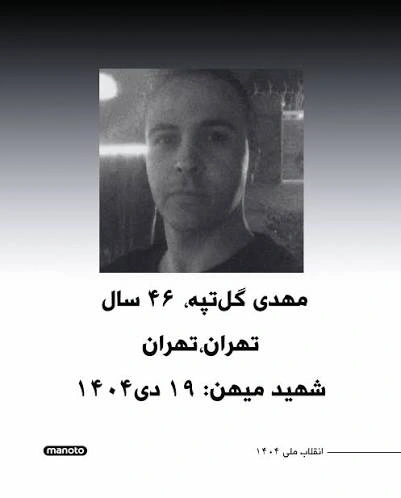 مهدی گل‌تپه، ۴۶ سال
تهران،تهران
شهید میهن: ۱۹ دی۱۴۰۴
انقلاب ملی ۱۴۰۴
manoto